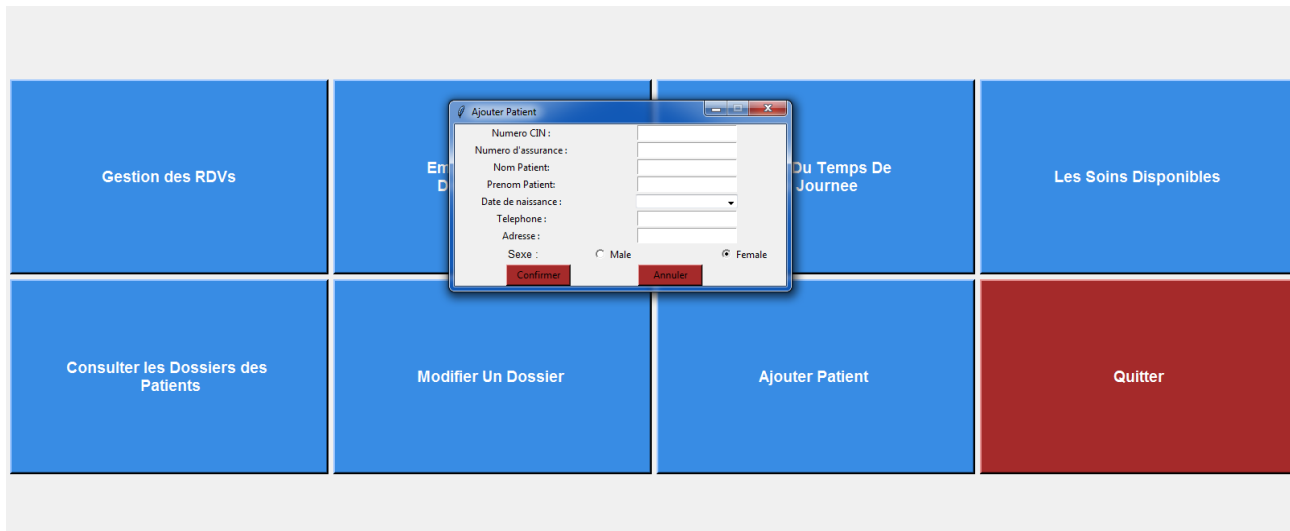 Gestion des RDVs
Du Temps De
Journee
Les Soins Disponibles
Ajouter Patient
Numero CIN :
Numero d'assurance :
Nom Patient:
Prenom Patient:
Date de naissance :
Telephone :
Adresse :
Sexe : Male Female
Confirmer Annuler
Consulter les Dossiers des
Patients
Modifier Un Dossier
Ajouter Patient
Quitter